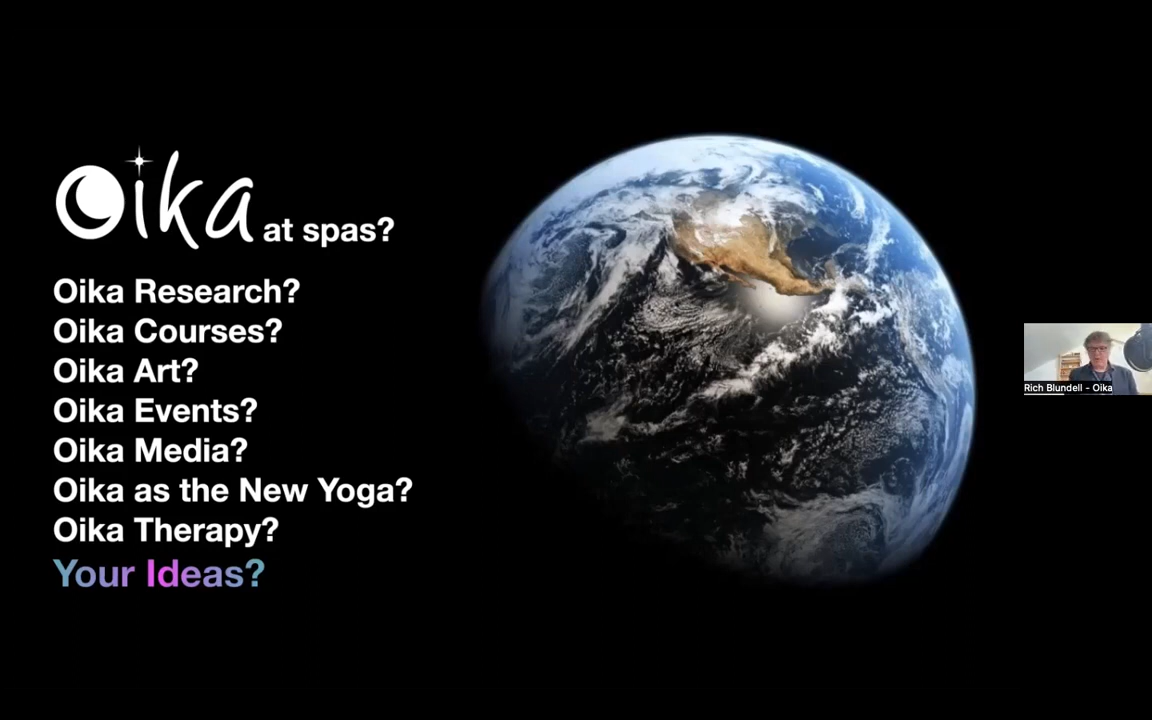 Oika at spas?
Oika Research?
Oika Courses?
Oika Art?
Oika Events?
Oika Media?
Oika as the New Yoga?
Oika Therapy?
Your Ideas?
Rich Blundell - Oika